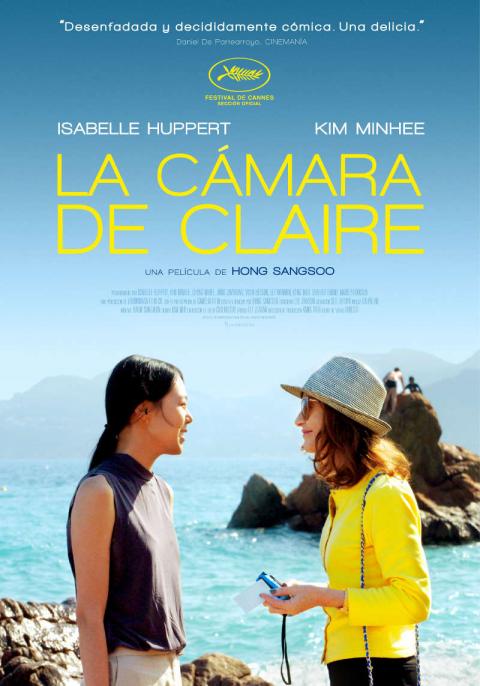 “Desenfadada y decididamente cómica. Una delicia.”
Daniel De Partearroyo, CINEMANÍA
FESTIVAL DE CANNES
SECCIÓN OFICIAL
ISABELLE HUPPERT KIM MINHEE
LA CÁMARA
DE CLAIRE
UNA PELÍCULA DE HONG SANGSOO